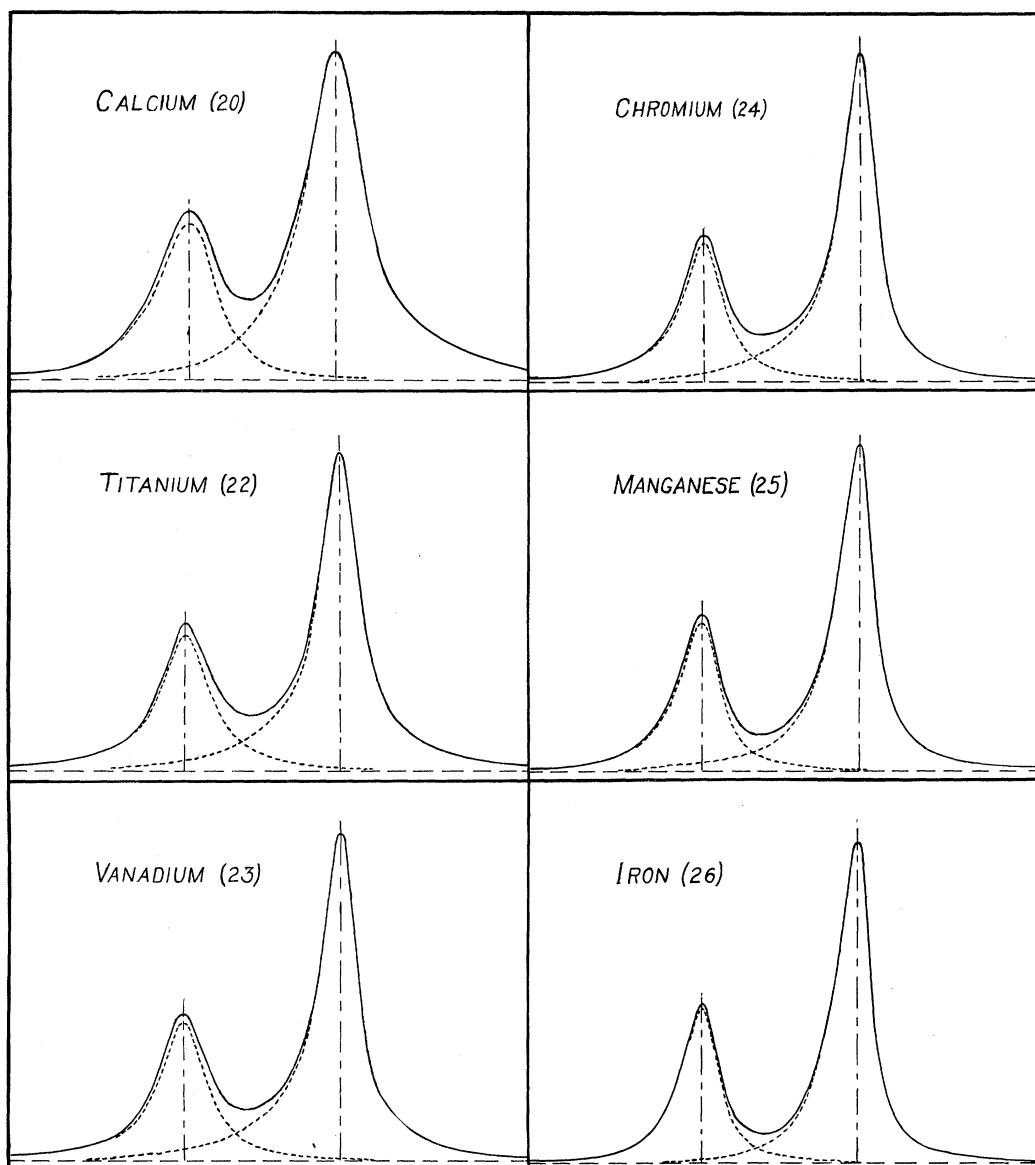 CALCIUM (20)
CHROMIUM (24)
TITANIUM (22)
MANGANESE (25)
VANADIUM (23)
IRON (26)